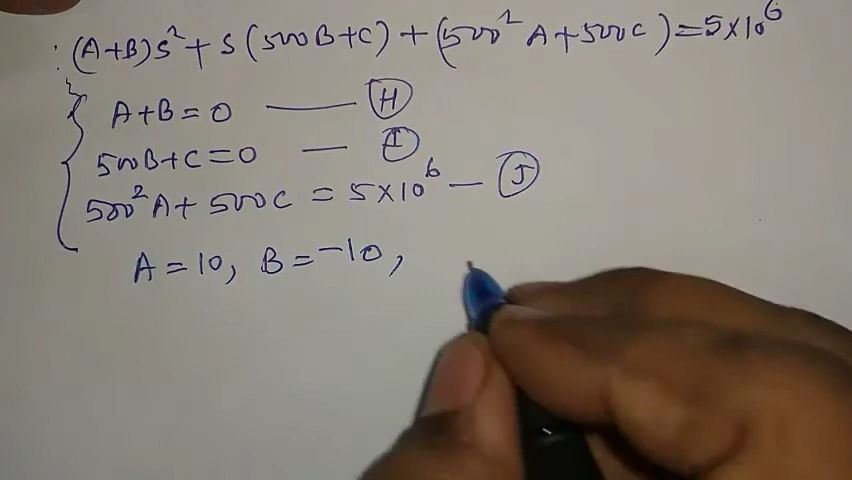 ∴ (A+B)S² + S(500B+C) + (500² A+500C) = 5×10⁶
A+B=0 —— H
500B+C=0 — I
500² A+ 500C = 5×10⁶ — J
A=10, B=-10,